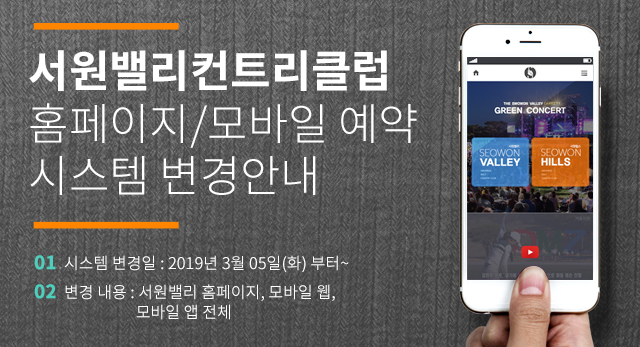 서원밸리컨트리클럽
홈페이지/모바일 예약
시스템 변경안내
01 시스템 변경일 : 2019년 3월 05일(화) 부터~
02 변경 내용 : 서원밸리 홈페이지, 모바일 웹,
모바일 앱 전체
GREEN CONCERT
SEOWON
VALLEY
SEOWON
HILLS